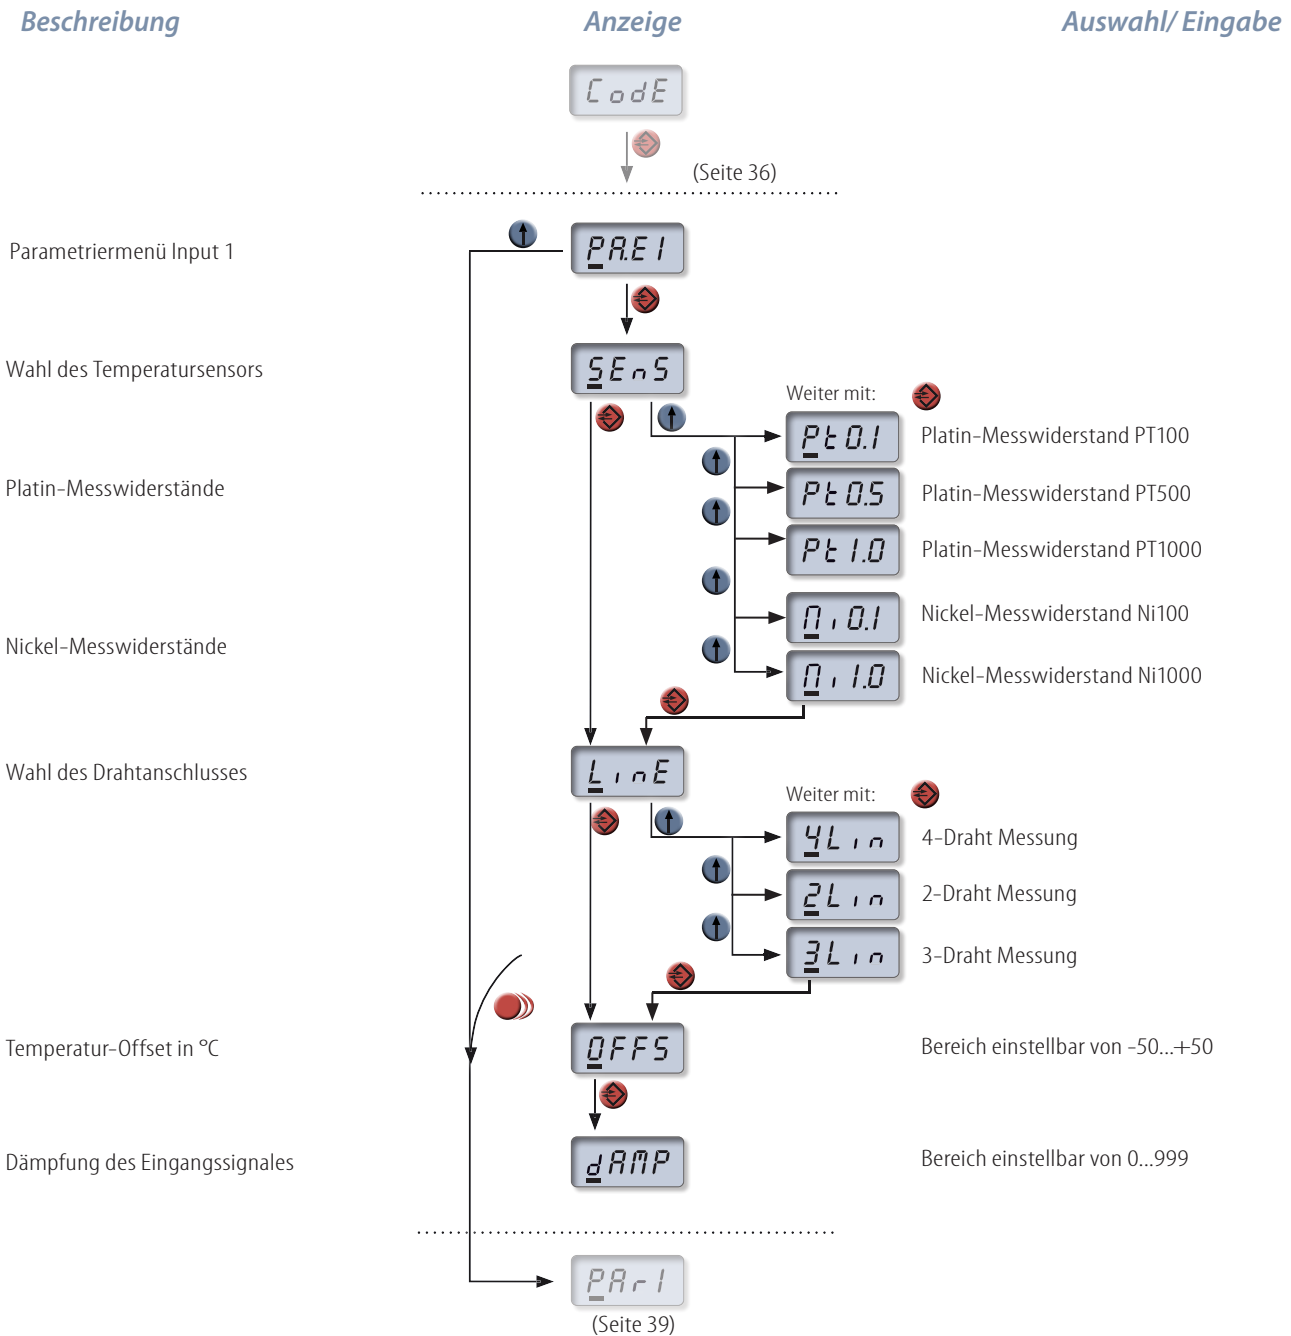 Beschreibung Anzeige Auswahl/ Eingabe
CodE
(Seite 36)
Parametriermenü Input 1 PA.E1
Wahl des Temperatursensors SEnS
Weiter mit:
Pt0.1 Platin-Messwiderstand PT100
Platin-Messwiderstände Pt0.5 Platin-Messwiderstand PT500
Pt1.0 Platin-Messwiderstand PT1000
ni0.1 Nickel-Messwiderstand Ni100
Nickel-Messwiderstände ni1.0 Nickel-Messwiderstand Ni1000
Wahl des Drahtanschlusses LinE
Weiter mit:
4Lin 4-Draht Messung
2Lin 2-Draht Messung
3Lin 3-Draht Messung
Temperatur-Offset in °C OFFS Bereich einstellbar von -50...+50
Dämpfung des Eingangssignales dAMP Bereich einstellbar von 0...999
PAr1
(Seite 39)